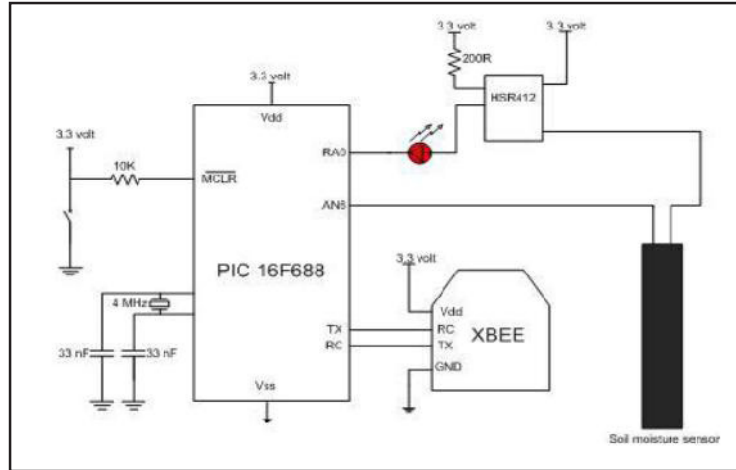 3.3 volt
3.3 volt
200R
HSR412
3.3 volt
Vdd
3.3 volt
10K
MCLR
RA0
AN6
PIC 16F688
3.3 volt
4 MHz
Vdd
XBEE
TX
RC
RC
TX
33 nF
33 nF
GND
Vss
Soil moisture sensor